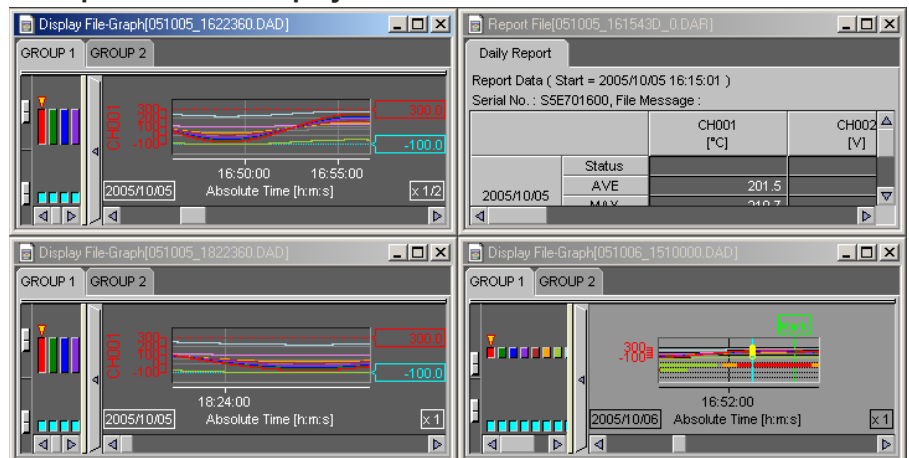 Display File-Graph[051005_1622360.DAD]
GROUP 1 GROUP 2
CH001
300
100
-100
300.0
-100.0
16:50:00 16:55:00
2005/10/05 Absolute Time [h:m:s] x 1/2
Report File[051005_161543D_0.DAR]
Daily Report
Report Data ( Start = 2005/10/05 16:15:01 )
Serial No. : S5E701600, File Message :
CH001 CH002
[°C] [V]
Status
2005/10/05 AVE 201.5
MAX 219.7
Display File-Graph[051005_1822360.DAD]
GROUP 1 GROUP 2
CH001
300
100
-100
300.0
-100.0
18:24:00
2005/10/05 Absolute Time [h:m:s] x 1
Display File-Graph[051006_1510000.DAD]
GROUP 1 GROUP 2
Mark
300
-100
16:52:00
2005/10/06 Absolute Time [h:m:s] x 1